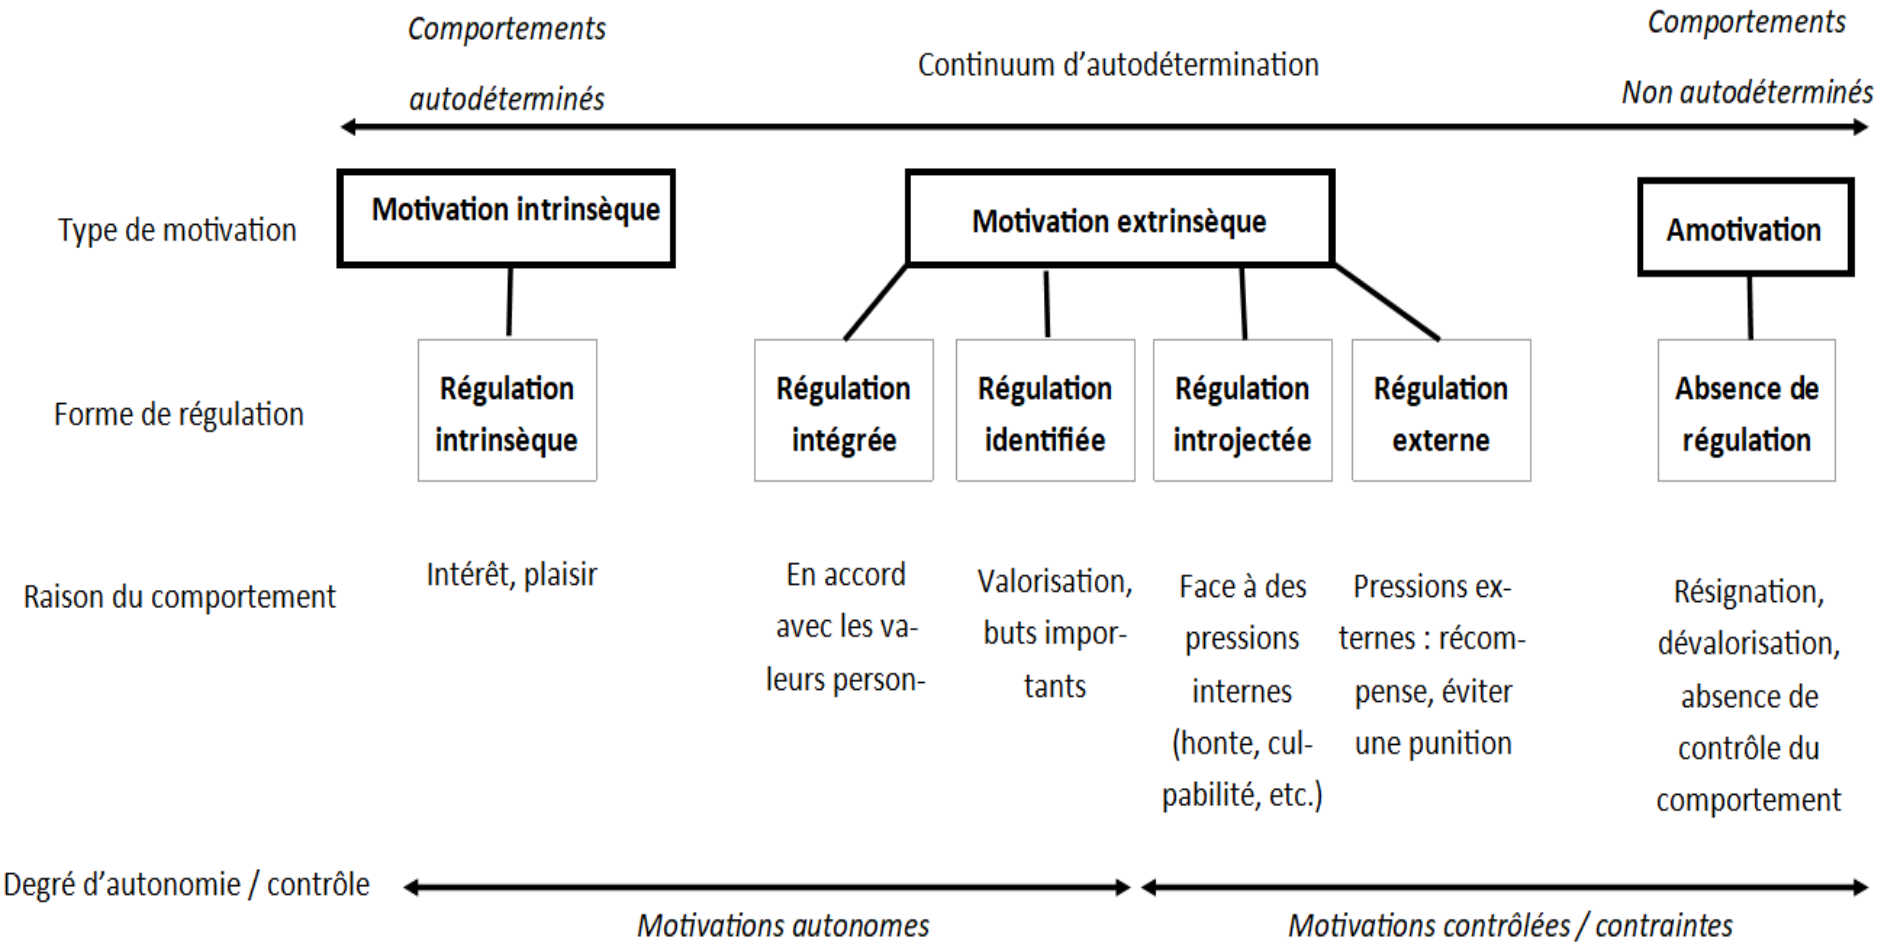 Comportements
autodéterminés
Continuum d’autodétermination
Comportements
Non autodéterminés
Type de motivation
Motivation intrinsèque
Motivation extrinsèque
Amotivation
Forme de régulation
Régulation
intrinsèque
Régulation
intégrée
Régulation
identifiée
Régulation
introjectée
Régulation
externe
Absence de
régulation
Raison du comportement
Intérêt, plaisir
En accord
avec les va-
leurs person-
Valorisation,
buts impor-
tants
Face à des
pressions
internes
(honte, cul-
pabilité, etc.)
Pressions ex-
ternes : récom-
pense, éviter
une punition
Résignation,
dévalorisation,
absence de
contrôle du
comportement
Degré d’autonomie / contrôle
Motivations autonomes
Motivations contrôlées / contraintes